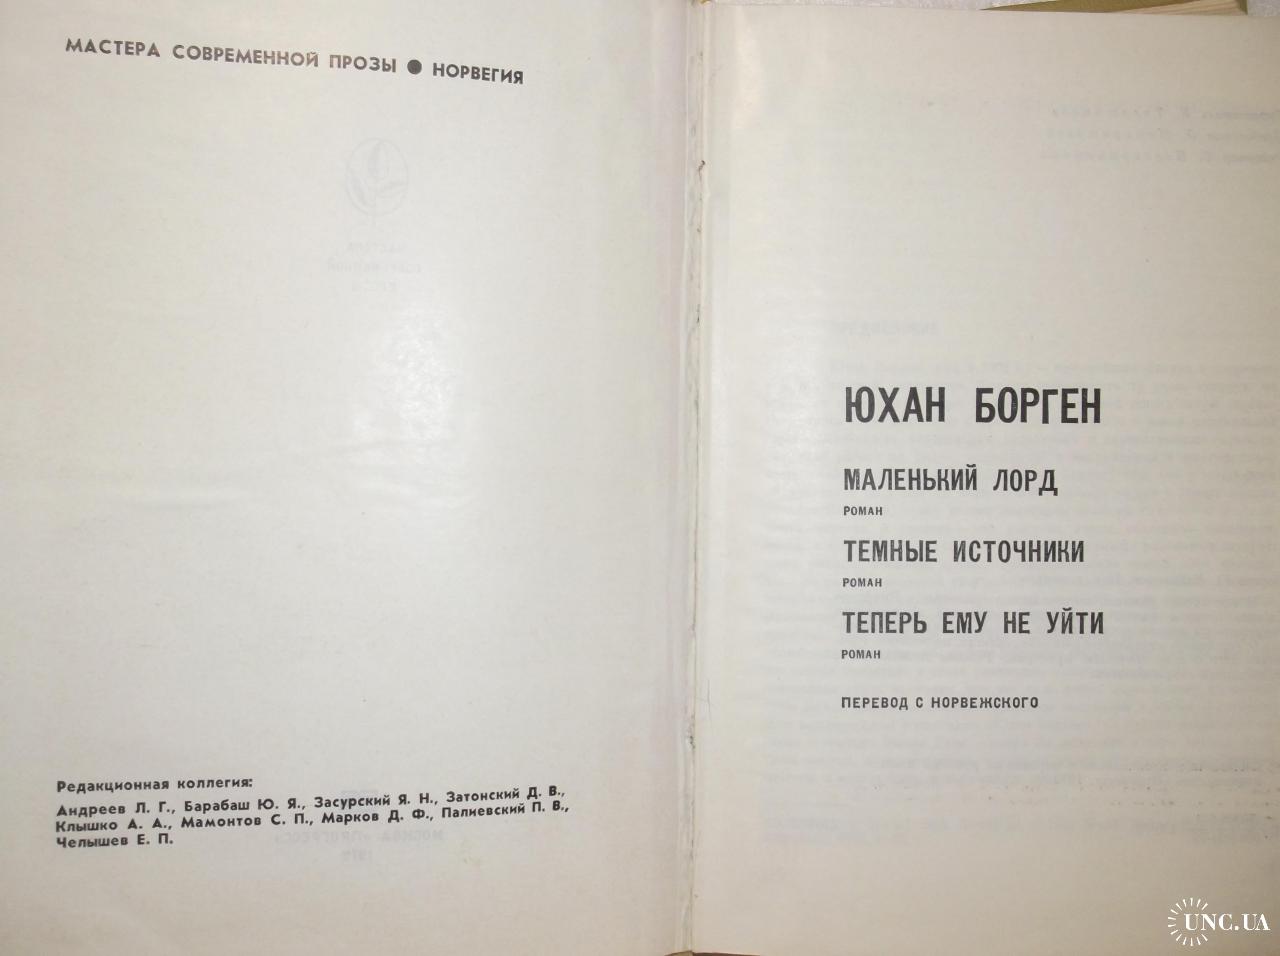 МАСТЕРА СОВРЕМЕННОЙ ПРОЗЫ ● НОРВЕГИЯ
Редакционная коллегия:
Андреев Л. Г., Барабаш Ю. Я., Засурский Я. Н., Затонский Д. В.,
Клышко А. А., Мамонтов С. П., Марков Д. Ф., Палиевский П. В.,
Челышев Е. П.
ЮХАН БОРГЕН
МАЛЕНЬКИЙ ЛОРД
РОМАН
ТЕМНЫЕ ИСТОЧНИКИ
РОМАН
ТЕПЕРЬ ЕМУ НЕ УЙТИ
РОМАН
ПЕРЕВОД С НОРВЕЖСКОГО
UNC.UA